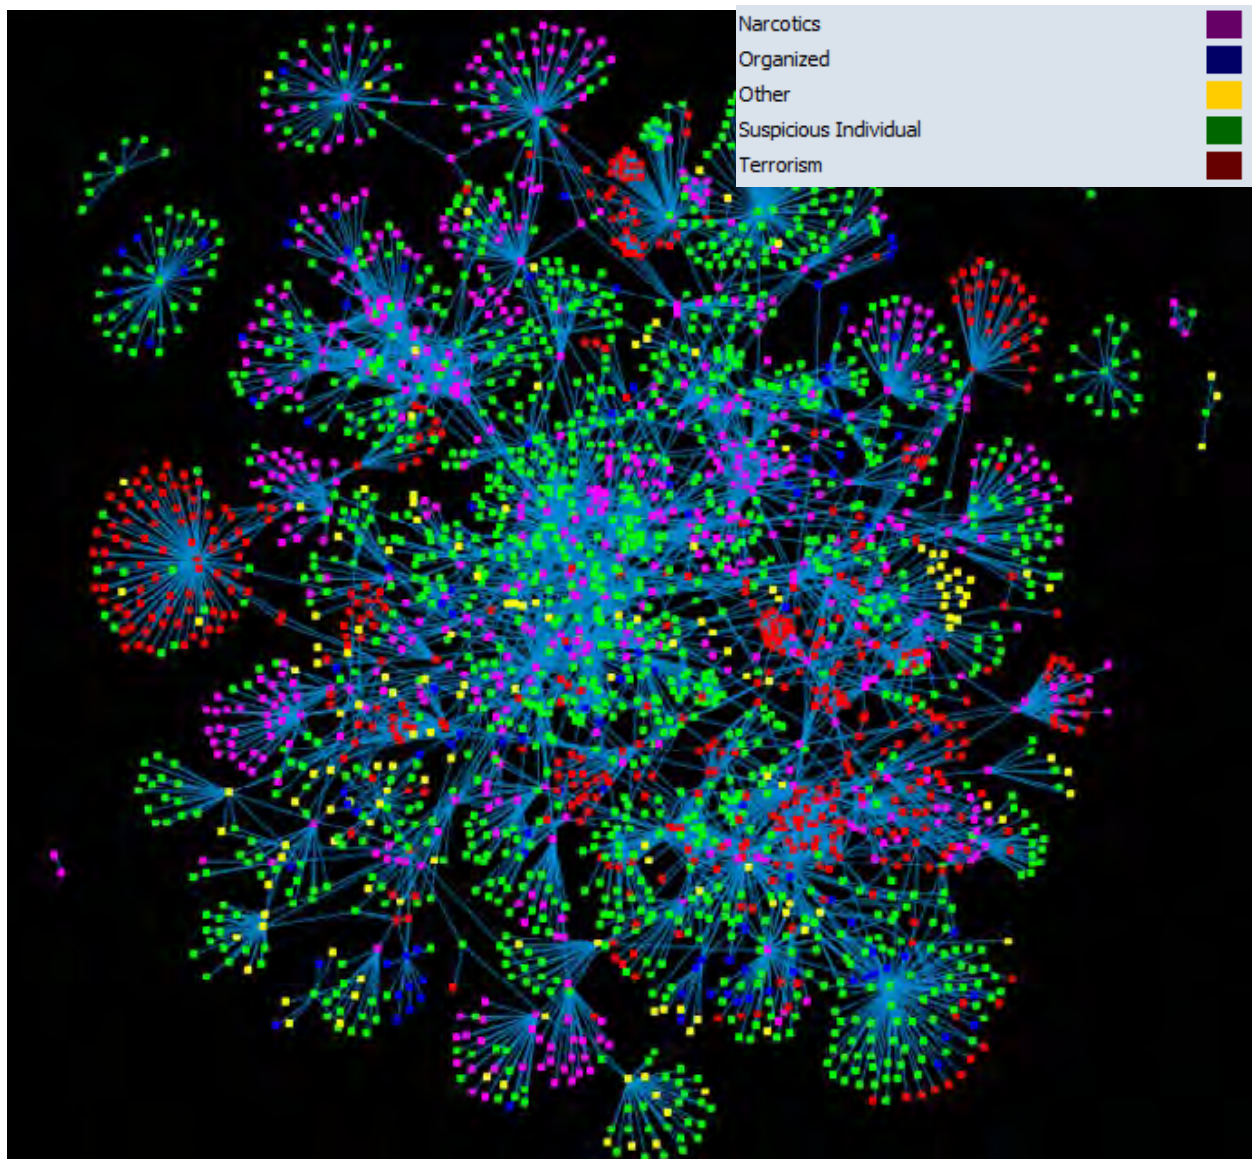 Narcotics
Organized
Other
Suspicious Individual
Terrorism